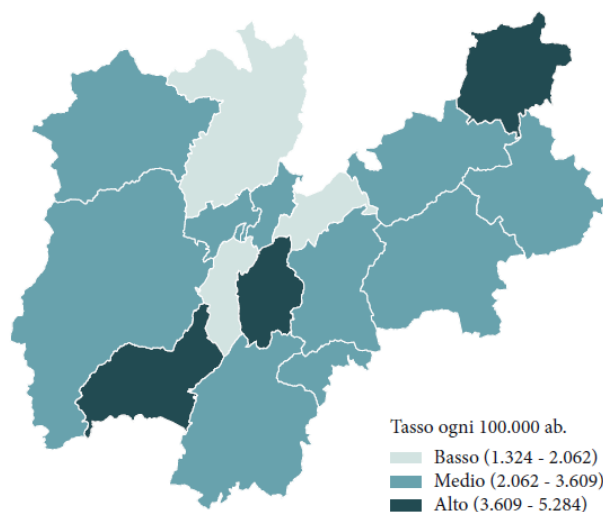 Tasso ogni 100.000 ab.
Basso (1.324 - 2.062)
Medio (2.062 - 3.609)
Alto (3.609 - 5.284)